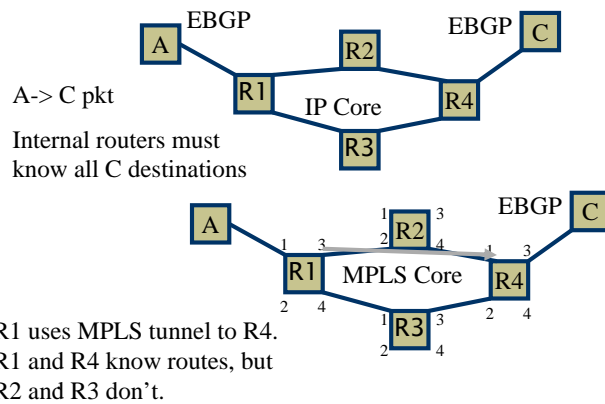 EBGP
EBGP
A
C
R2
R1
R4
IP Core
R3
A-> C pkt
Internal routers must
know all C destinations
EBGP
A
C
1 3
R2
2 4
1 3
R1
2 4
MPLS Core
1 3
R4
2 4
1 3
R3
2 4
R1 uses MPLS tunnel to R4.
R1 and R4 know routes, but
R2 and R3 don't.